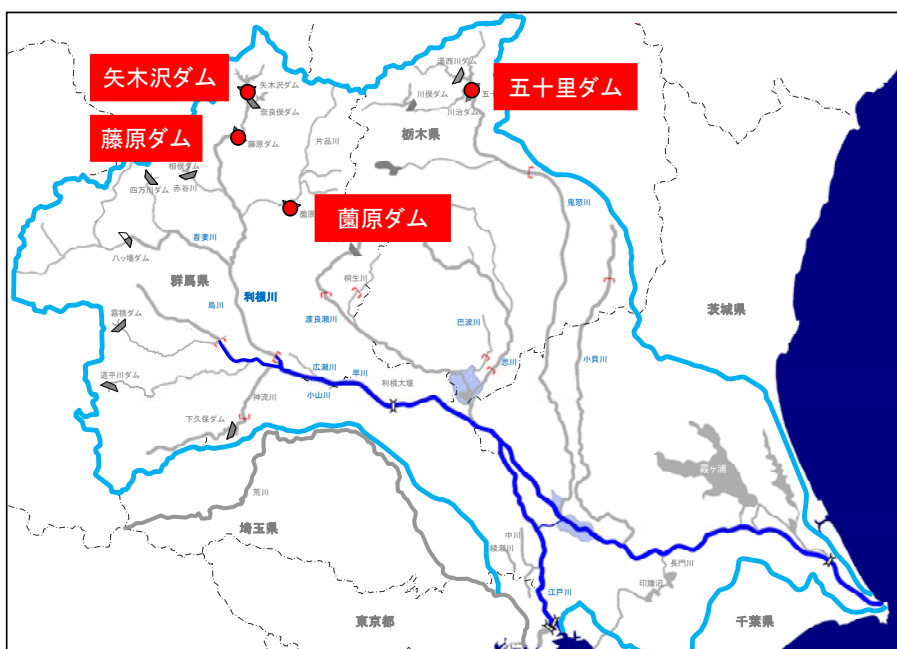 矢木沢ダム
五十里ダム
藤原ダム
薗原ダム
湯西川ダム
矢木沢ダム
川俣ダム
五十
川治ダム
奈良俣ダム
栃木県
藤原ダム
片品川
相俣ダム
四万川ダム
赤谷川
薗原
鬼怒川
吾妻川
八ッ場ダム
群馬県
桐生川
利根川
茨城県
烏川
渡良瀬川
巴波川
霧積ダム
思川
小貝川
広瀬川
早川
利根大堰
道平川ダム
神流川
小山川
下久保ダム
霞ヶ浦
荒川
埼玉県
中川
綾瀬川
長門川
印旛沼
江戸川
東京都
千葉県